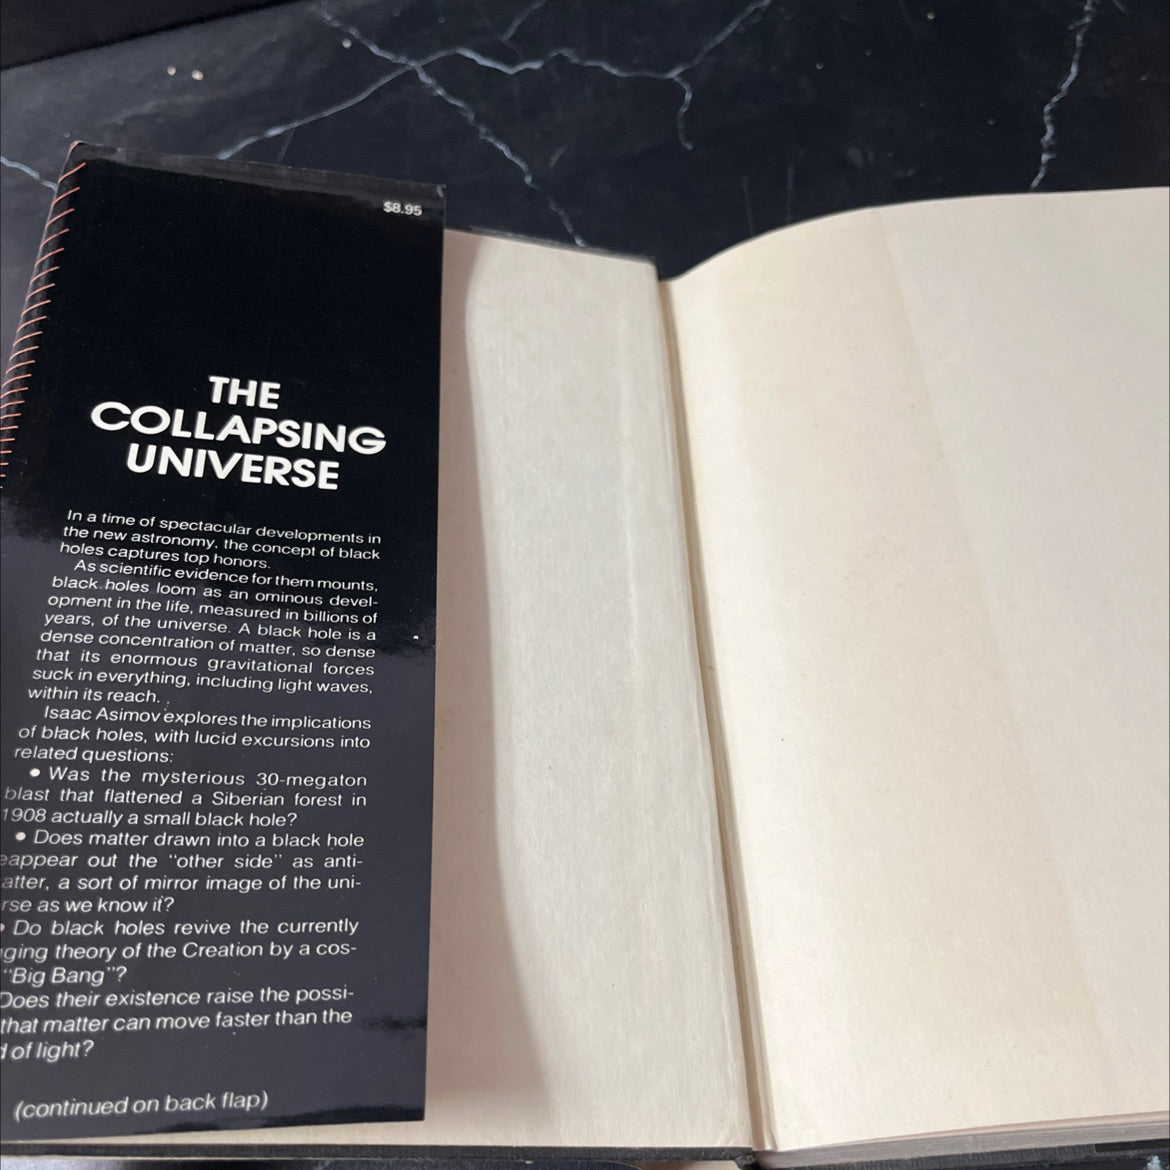 $8.95
THE
COLLAPSING
UNIVERSE
In a time of spectacular developments in
the new astronomy, the concept of black
holes captures top honors.
As scientific evidence for them mounts,
black holes loom as an ominous devel-
opment in the life, measured in billions of
years, of the universe. A black hole is a
dense concentration of matter, so dense
that its enormous gravitational forces
suck in everything, including light waves,
within its reach.
Isaac Asimov explores the implications
of black holes, with lucid excursions into
related questions:
• Was the mysterious 30-megaton
blast that flattened a Siberian forest in
1908 actually a small black hole?
• Does matter drawn into a black hole
eappear out the "other side" as anti-
atter, a sort of mirror image of the uni-
rse as we know it?
• Do black holes revive the currently
ging theory of the Creation by a cos-
"Big Bang"?
Does their existence raise the possi-
that matter can move faster than the
d of light?
(continued on back flap)